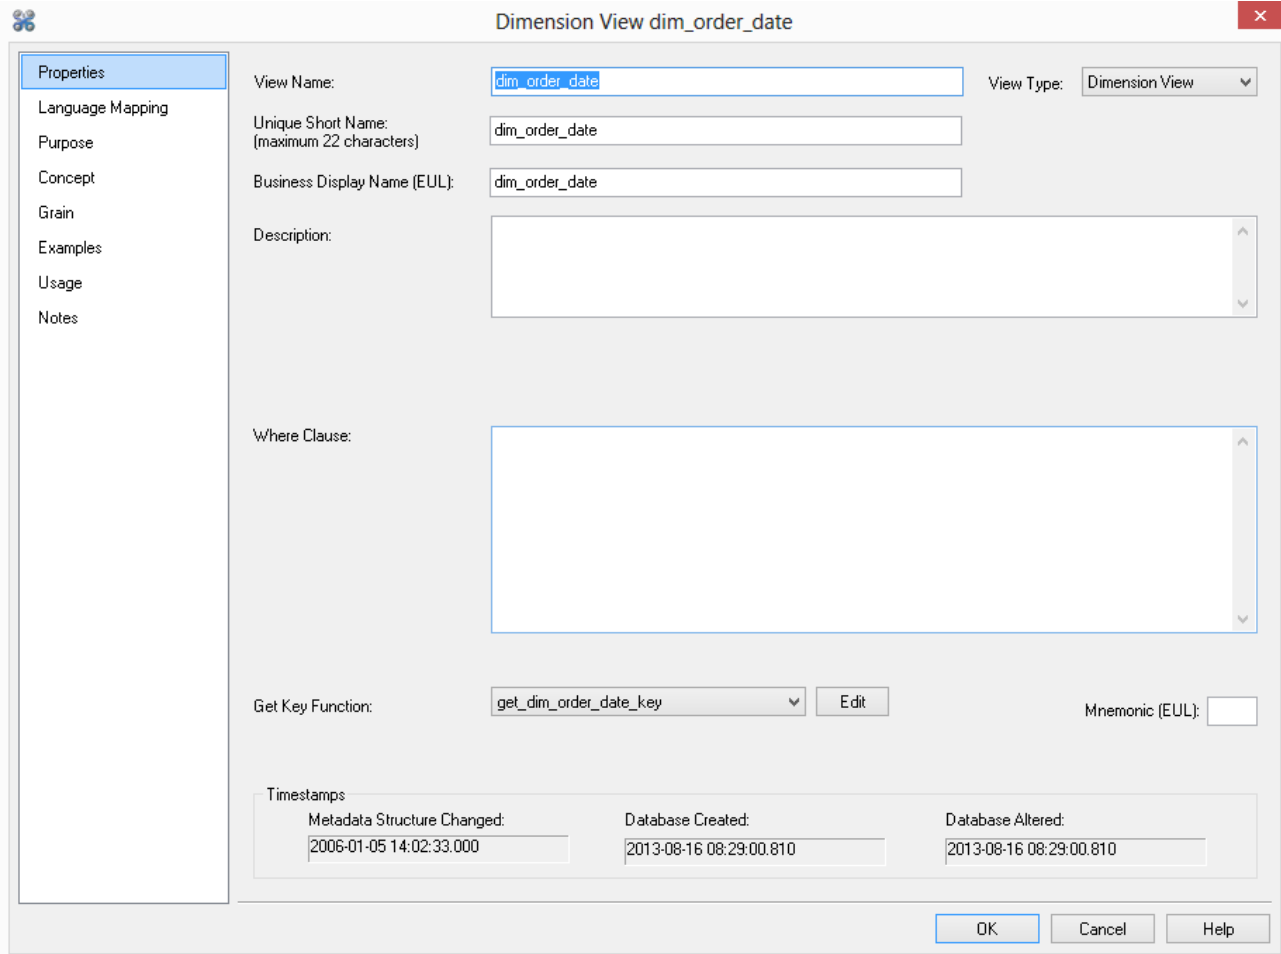 Dimension View dim_order_date
Properties
Language Mapping
Purpose
Concept
Grain
Examples
Usage
Notes
View Name:
dim_order_date
View Type:
Dimension View
Unique Short Name:
(maximum 22 characters)
dim_order_date
Business Display Name (EUL):
dim_order_date
Description:
Where Clause:
Get Key Function:
get_dim_order_date_key
Edit
Mnemonic (EUL):
Timestamps
Metadata Structure Changed:
Database Created:
Database Altered:
2006-01-05 14:02:33.000
2013-08-16 08:29:00.810
2013-08-16 08:29:00.810
OK
Cancel
Help